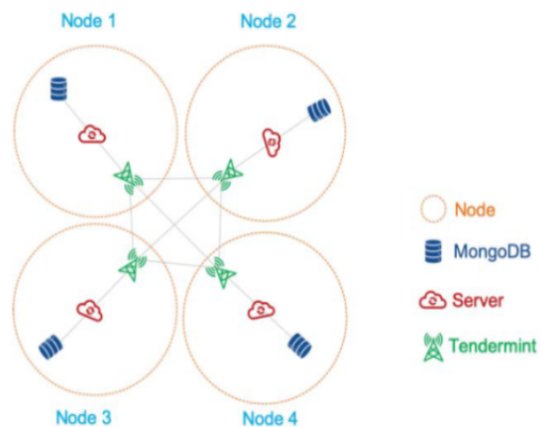 Node 1
Node 2
Node
MongoDB
Server
Tendermint
Node 3
Node 4